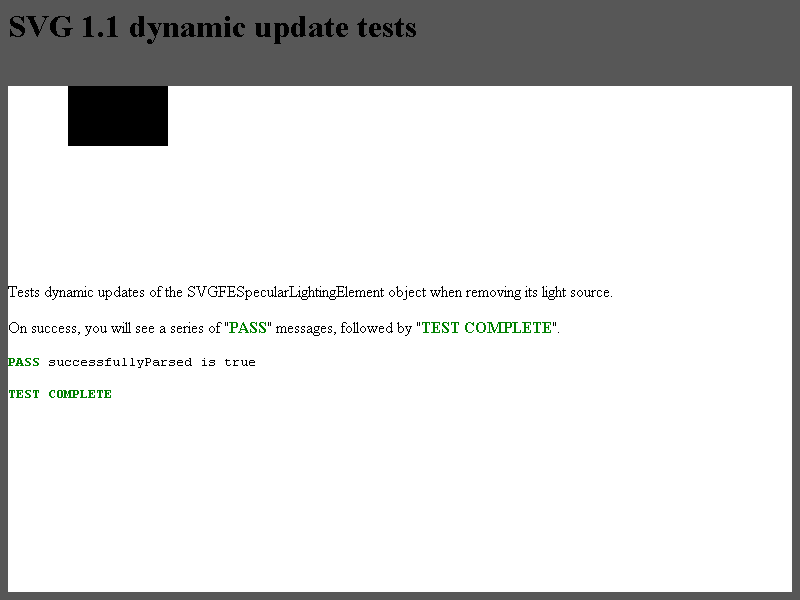 SVG 1.1 dynamic update tests
Tests dynamic updates of the SVGFESpecularLightingElement object when removing its light source.
On success, you will see a series of "PASS" messages, followed by "TEST COMPLETE".
PASS successfullyParsed is true
TEST COMPLETE